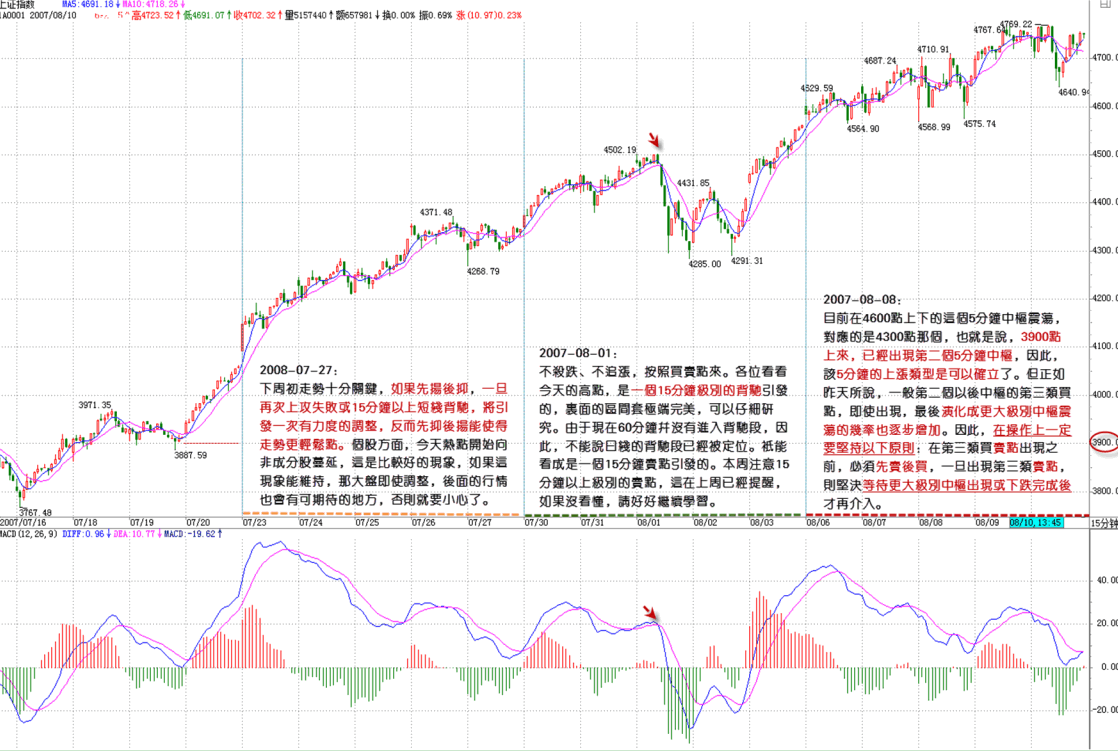 上证指数 MA5:4691.18↓ MA10:4718.26↓
1A0001 2007/08/10 高4723.52↑ 低4691.07↑ 收4702.32↑ 量5157440↑ 额657981↓ 换0.00% 振0.69% 涨(10.97)0.23%
4769.22
4767.6
4710.91
4687.24
4700.0
4640.94
4529.59
4600.0
4564.90
4568.99
4575.74
4502.19
4500.0
4431.85
4400.0
4371.48
4300.0
4268.79
4285.00
4291.31
4200.0
4100.0
3971.35
3900.0
3887.59
3800.0
3767.48
2008-07-27:
下周初走勢十分關鍵，如果先揚後抑，一旦
再次上攻失敗或15分鐘以上短綫背馳，將引
發一次有力度的調整，反而先抑後揚能使得
走勢更輕鬆點。個股方面，今天熱點開始向
非成分股蔓延，這是比較好的現象，如果這
現象能維持，那大盤即使調整，後面的行情
也會有可期待的地方，否則就要小心了。
2007-08-01:
不殺跌、不追漲，按照買賣點來。各位看看
今天的高點，是一個15分鐘級別的背馳引發
的，裏面的區間套極端完美，可以仔細研
究。由于現在60分鐘并沒有進入背馳段，因
此，不能說日綫的背馳段已經被定位。衹能
看成是一個15分鐘賣點引發的。本周注意15
分鐘以上級別的賣點，這在上周已經提醒，
如果沒看懂，請好好繼續學習。
2007-08-08:
目前在4600點上下的這個5分鐘中樞震蕩，
對應的是4300點那個，也就是說，3900點
上來，已經出現第二個5分鐘中樞，因此，
該5分鐘的上漲類型是可以確立了。但正如
昨天所說，一般第二個以後中樞的第三類買
點，即使出現，最後演化成更大級別中樞震
蕩的幾率也逐步增加。因此，在操作上一定
要堅持以下原則：在第三類買賣點出現之
前，必須先賣後買，一旦出現第三類賣點，
則堅決等待更大級別中樞出現或下跌完成後
才再介入。
2007/07/16 07/18 07/19 07/20 07/23 07/24 07/25 07/26 07/27 07/30 07/31 08/01 08/02 08/03 08/06 08/07 08/08 08/09 08/10,13:45 15分钟
MACD(12,26,9) DIFF:0.96↓ DEA:10.77↓ MACD:-19.62↑
40.00
20.00
0.00
-20.00